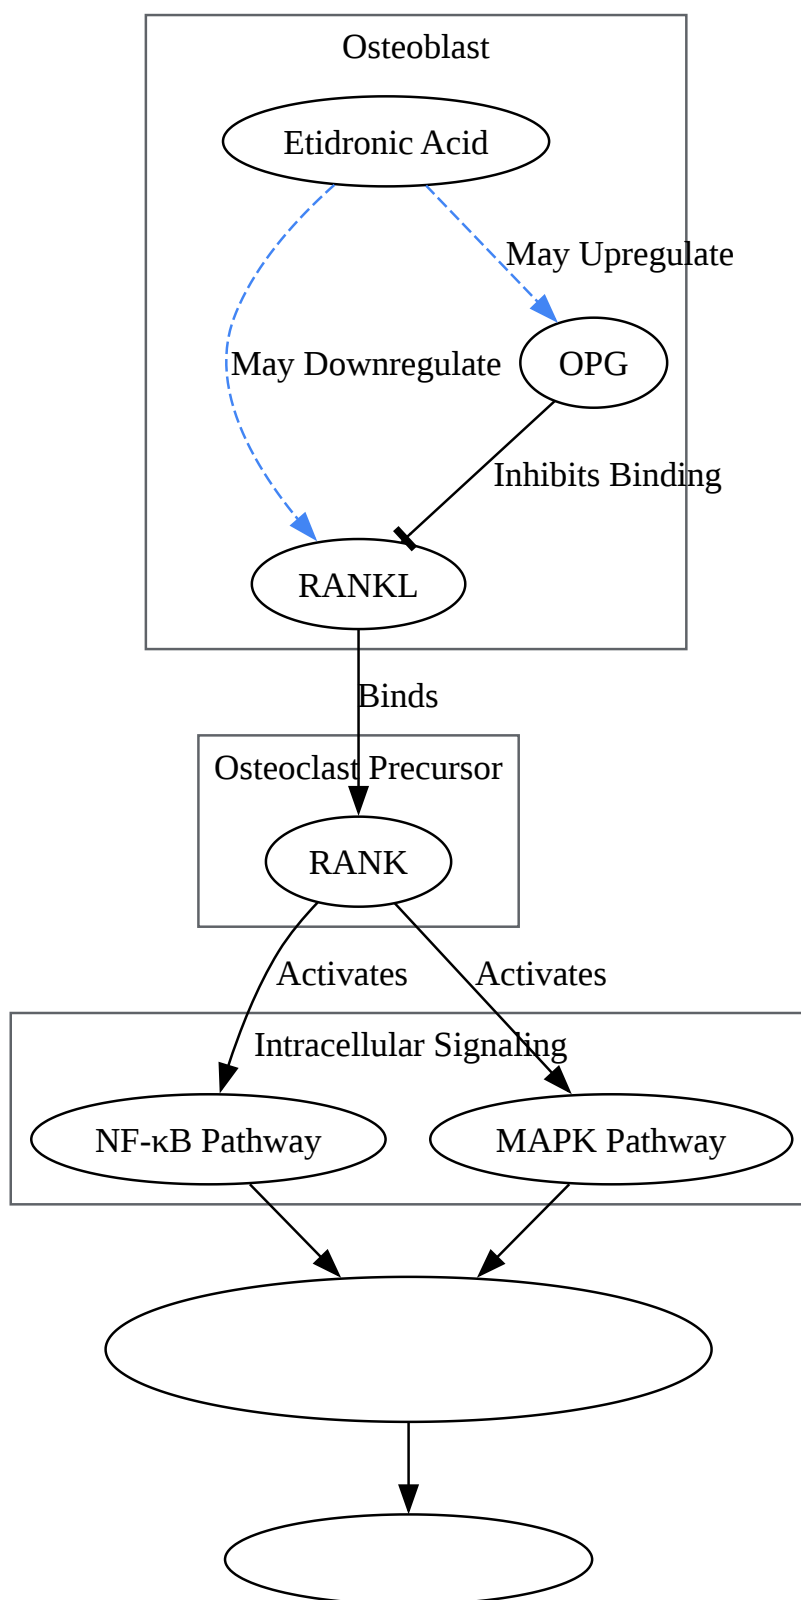 Osteoblast
Etidronic Acid
May Upregulate
May Downregulate
OPG
Inhibits Binding
RANKL
Binds
Osteoclast Precursor
RANK
Activates
Activates
Intracellular Signaling
NF-κB Pathway
MAPK Pathway